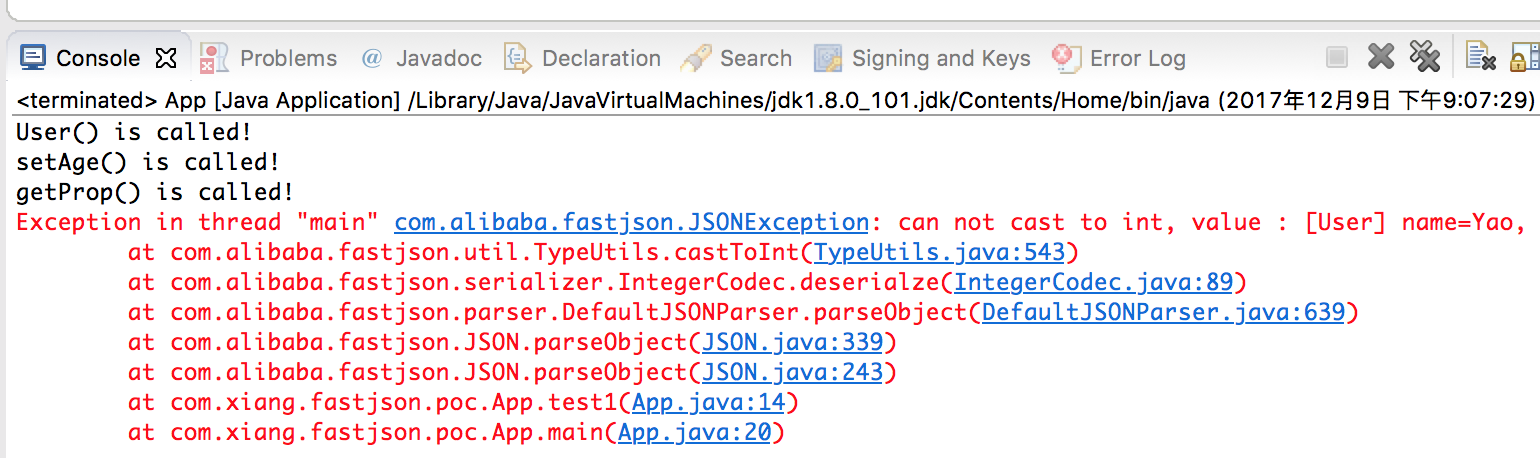 Console Problems @ Javadoc Declaration Search Signing and Keys Error Log
<terminated> App [Java Application] /Library/Java/JavaVirtualMachines/jdk1.8.0_101.jdk/Contents/Home/bin/java (2017年12月9日 下午9:07:29)
User() is called!
setAge() is called!
getProp() is called!
Exception in thread "main" com.alibaba.fastjson.JSONException: can not cast to int, value : [User] name=Yao,
at com.alibaba.fastjson.util.TypeUtils.castToInt(TypeUtils.java:543)
at com.alibaba.fastjson.serializer.IntegerCodec.deserialze(IntegerCodec.java:89)
at com.alibaba.fastjson.parser.DefaultJSONParser.parseObject(DefaultJSONParser.java:639)
at com.alibaba.fastjson.JSON.parseObject(JSON.java:339)
at com.alibaba.fastjson.JSON.parseObject(JSON.java:243)
at com.xiang.fastjson.poc.App.test1(App.java:14)
at com.xiang.fastjson.poc.App.main(App.java:20)